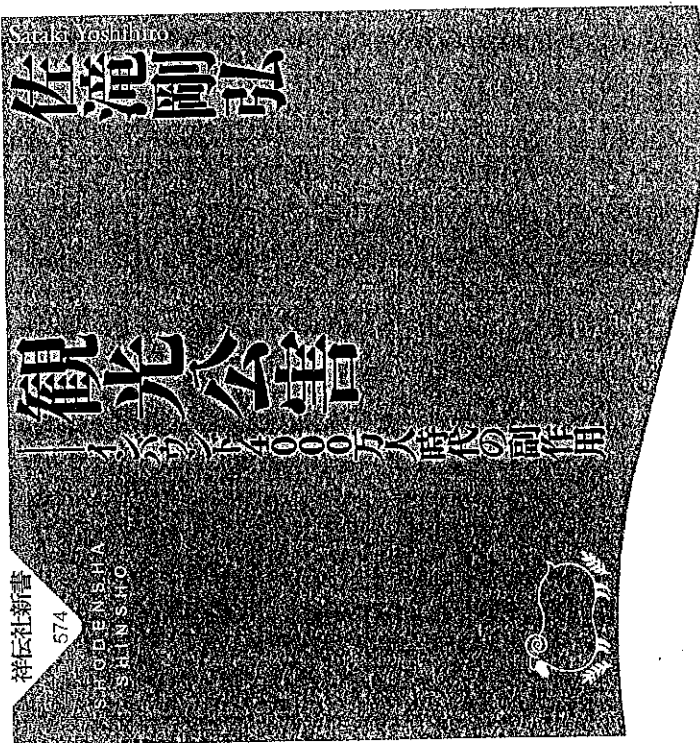 Sataki Yoshihiro
佐滝剛弘
観光公害
──インバウンド4000万人時代の副作用
祥伝社新書
574
SHODENSHA
SHINSHO